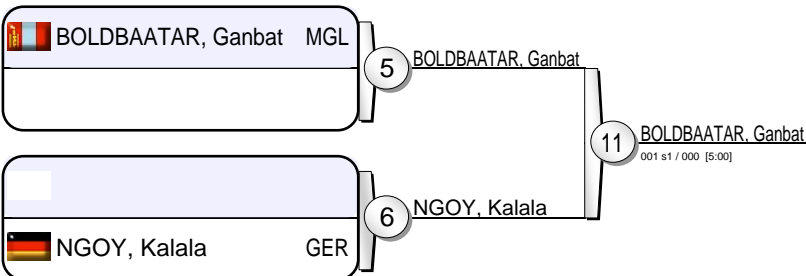 BOLDBAATAR, Ganbat MGL
5
BOLDBAATAR, Ganbat
11
BOLDBAATAR, Ganbat
001 s1 / 000 [5:00]
6
NGOY, Kalala
NGOY, Kalala GER